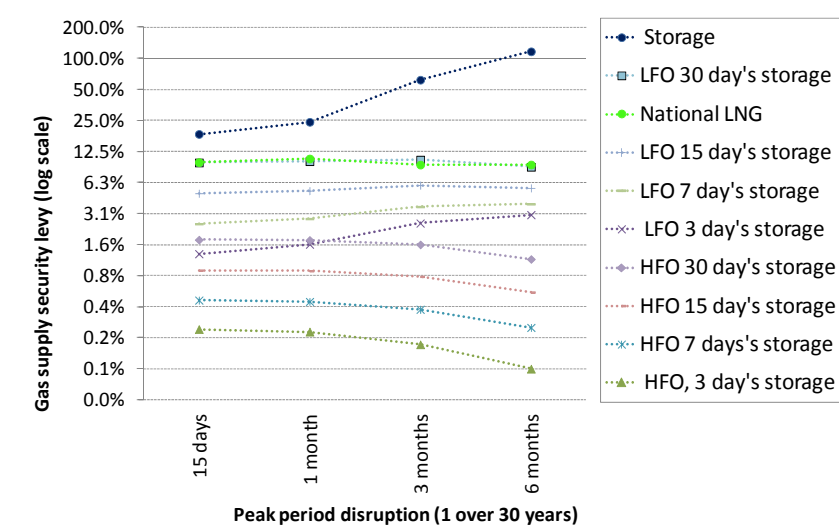 200.0%
100.0%
50.0%
25.0%
12.5%
6.3%
3.1%
1.6%
0.8%
0.4%
0.2%
0.1%
0.0%
Gas supply security levy (log scale)
15 days
1 month
3 months
6 months
Peak period disruption (1 over 30 years)
Storage
LFO 30 day's storage
National LNG
LFO 15 day's storage
LFO 7 day's storage
LFO 3 day's storage
HFO 30 day's storage
HFO 15 day's storage
HFO 7 days's storage
HFO, 3 day's storage